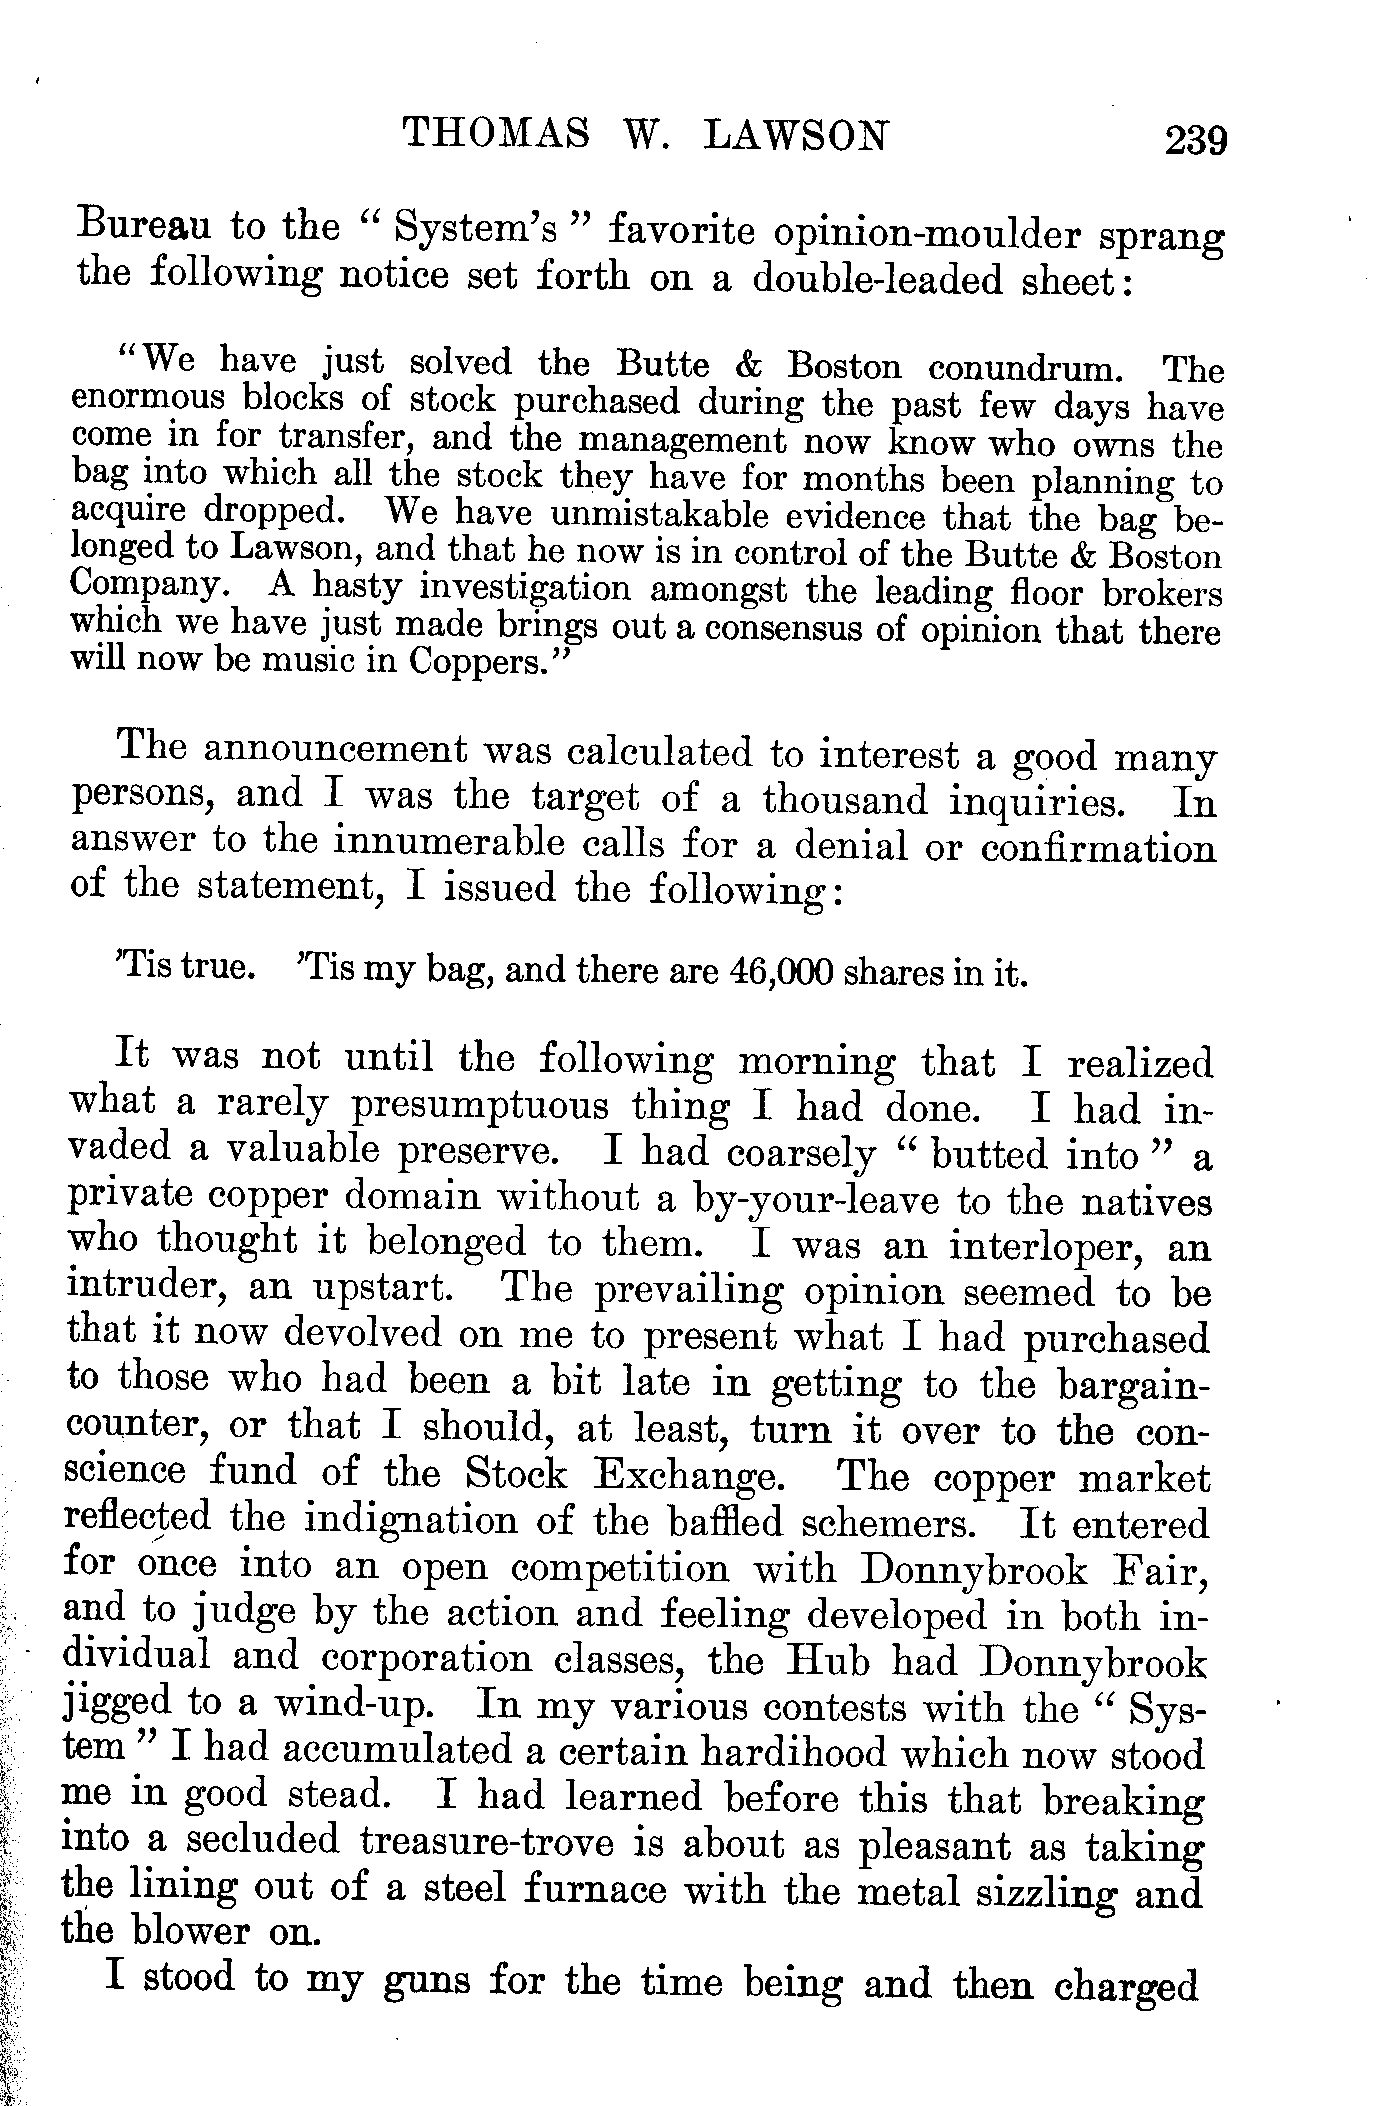 THOMAS W. LAWSON 239
Bureau to the “ System’s ” favorite opinion-moulder sprang
the following notice set forth on a double-leaded sheet:
“We have just solved the Butte & Boston conundrum. The
enormous blocks of stock purchased during the past few days have
come in for transfer, and the management now know who owns the
bag into which all the stock they have for months been planning to
acquire dropped. We have unmistakable evidence that the bag be-
longed to Lawson, and that he now is in control of the Butte & Boston
Company. A hasty investigation amongst the leading floor brokers
which we have just made brings out a consensus of opinion that there
will now be music in Coppers.”
The announcement was calculated to interest a good many
persons, and I was the target of a thousand inquiries. In
answer to the innumerable calls for a denial or confirmation
of the statement, I issued the following:
’Tis true. ’Tis my bag, and there are 46,000 shares in it.
It was not until the following morning that I realized
what a rarely presumptuous thing I had done. I had in-
vaded a valuable preserve. I had coarsely “ butted into ” a
private copper domain without a by-your-leave to the natives
who thought it belonged to them. I was an interloper, an
intruder, an upstart. The prevailing opinion seemed to be
that it now devolved on me to present what I had purchased
to those who had been a bit late in getting to the bargain-
counter, or that I should, at least, turn it over to the con-
science fund of the Stock Exchange. The copper market
reflected the indignation of the baffled schemers. It entered
for once into an open competition with Donnybrook Fair,
and to judge by the action and feeling developed in both in-
dividual and corporation classes, the Hub had Donnybrook
jigged to a wind-up. In my various contests with the “ Sys-
tem ” I had accumulated a certain hardihood which now stood
me in good stead. I had learned before this that breaking
into a secluded treasure-trove is about as pleasant as taking
the lining out of a steel furnace with the metal sizzling and
the blower on.
I stood to my guns for the time being and then charged